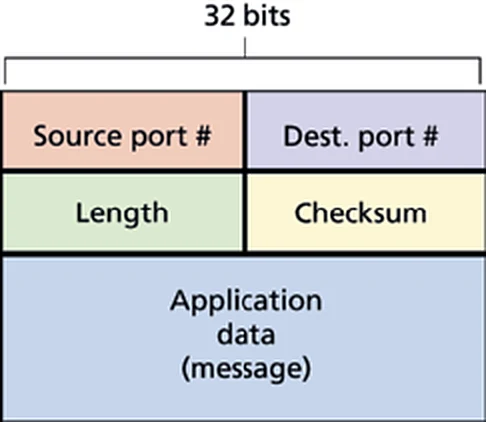 32 bits
Source port #
Dest. port #
Length
Checksum
Application
data
(message)